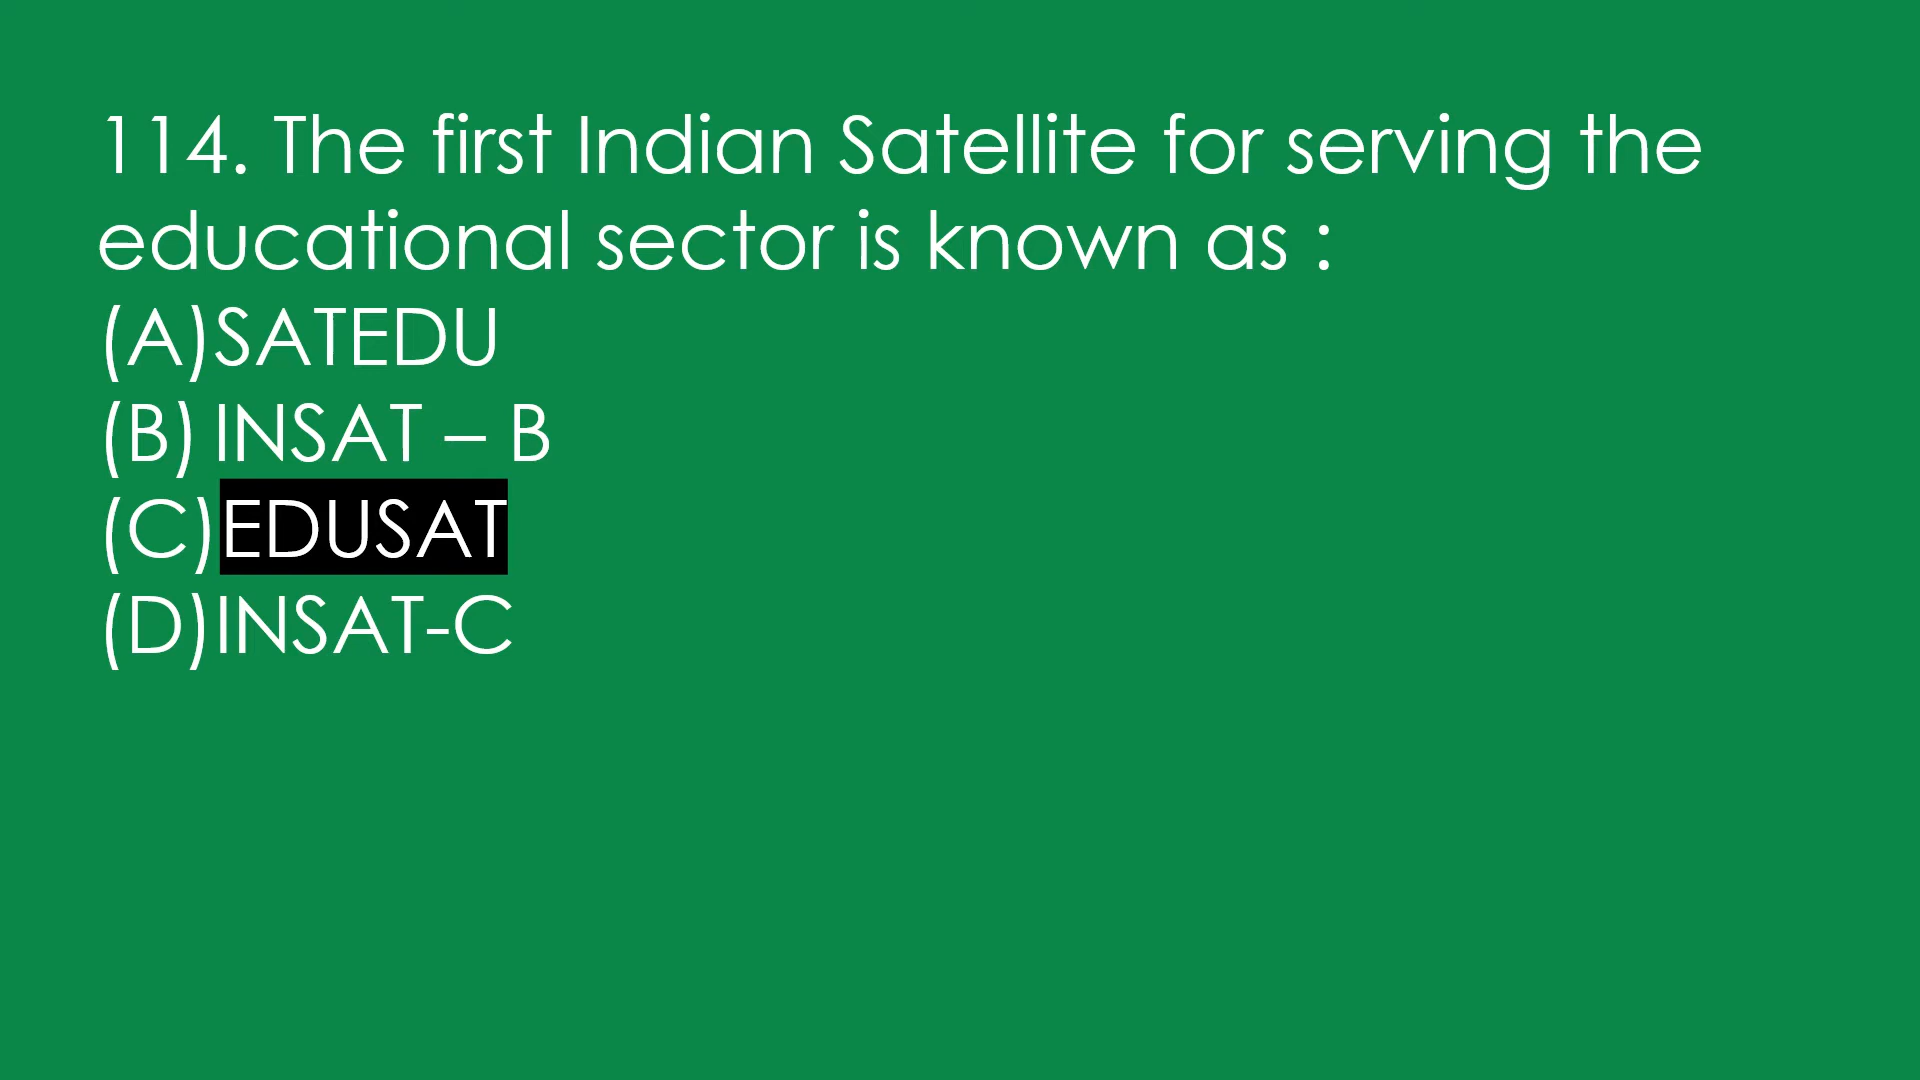 114. The first Indian Satellite for serving the
educational sector is known as :
(A)SATEDU
(B) INSAT – B
(C)EDUSAT
(D)INSAT-C